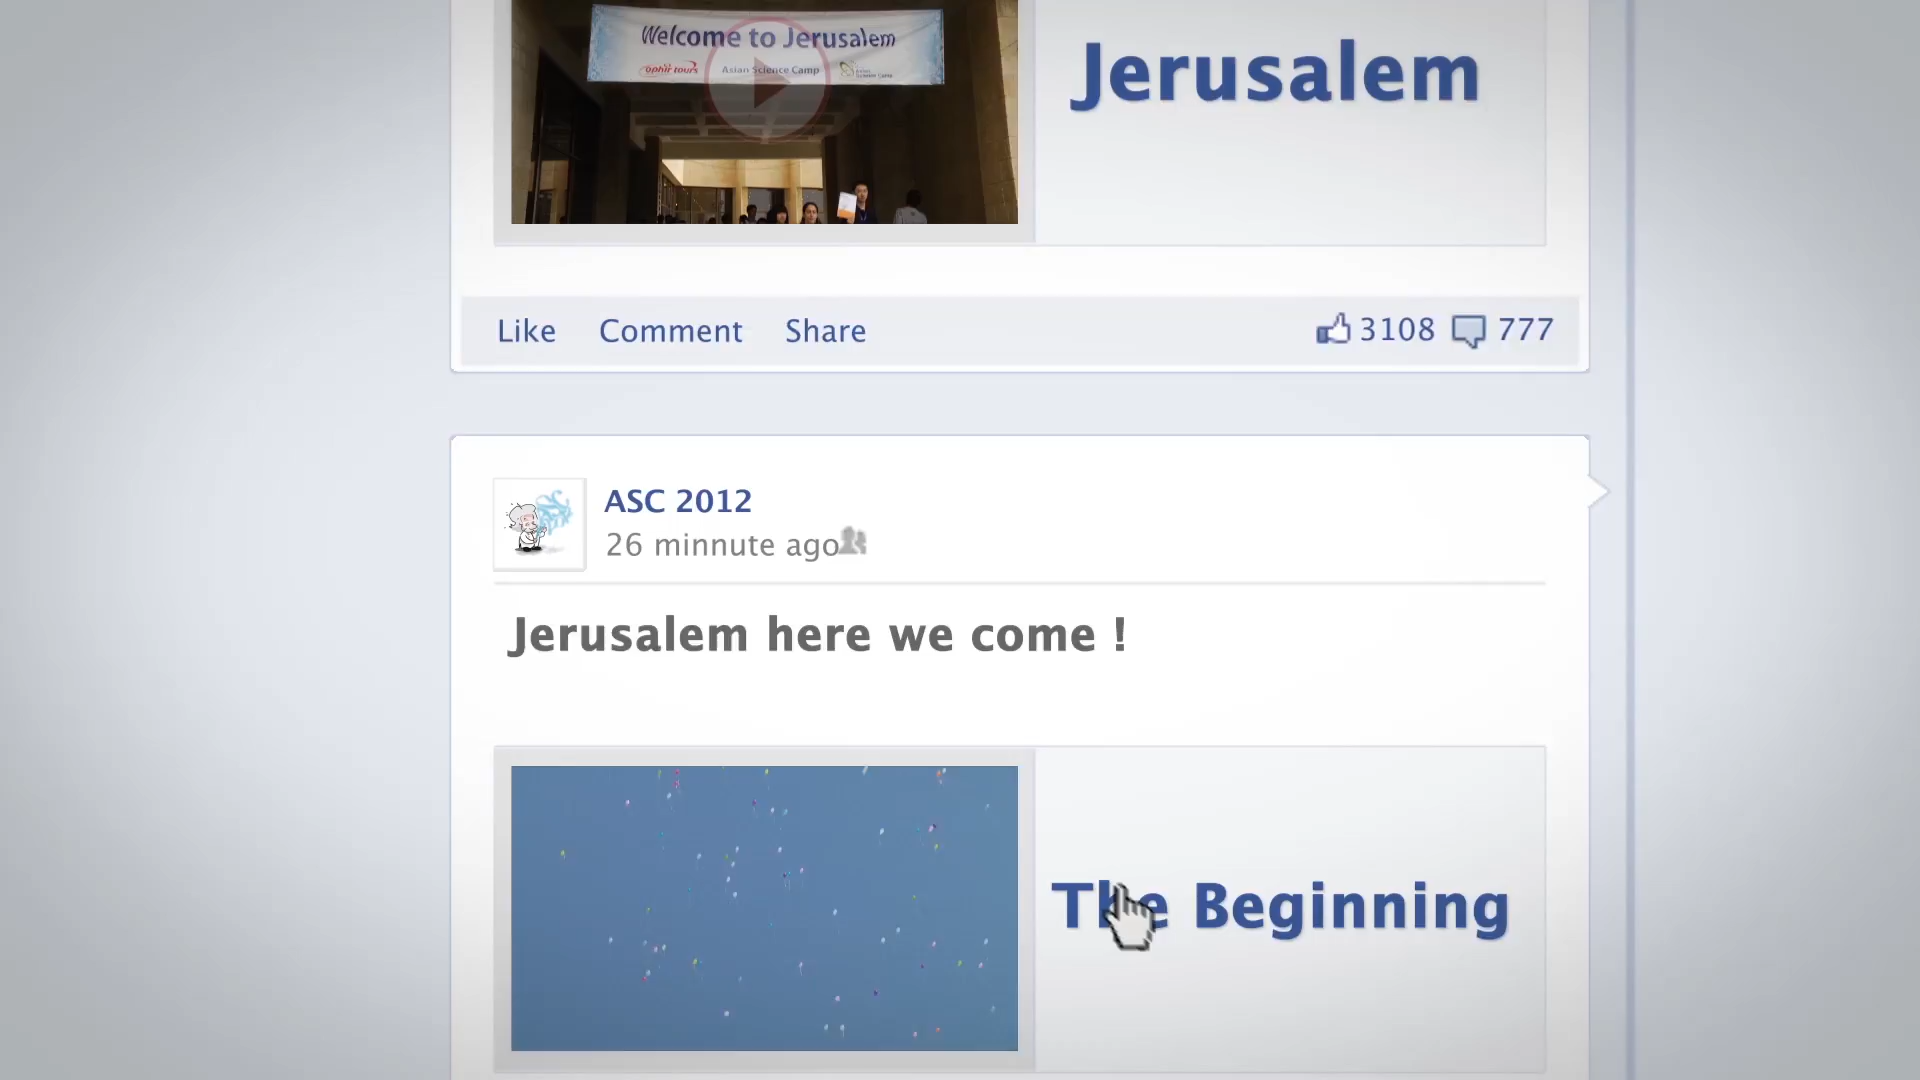 Welcome to Jerusalem
ophir tours
Asian Science Camp
Jerusalem
Like
Comment
Share
3108
777
ASC 2012
26 minnute ago
Jerusalem here we come !
The Beginning